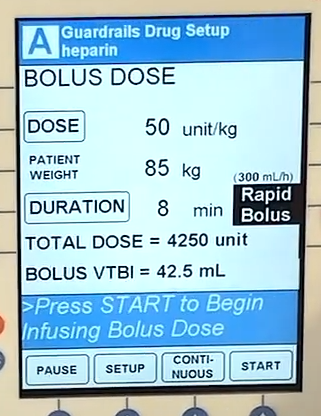 A Guardrails Drug Setup
heparin
BOLUS DOSE
DOSE 50 unit/kg
PATIENT
WEIGHT 85 kg
(300 mL/h)
DURATION 8 min Rapid
Bolus
TOTAL DOSE = 4250 unit
BOLUS VTBI = 42.5 mL
>Press START to Begin
Infusing Bolus Dose
PAUSE SETUP CONTI-
NUOUS START